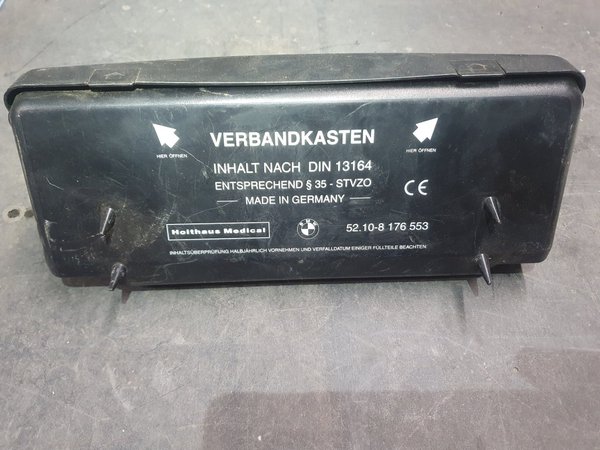 VERBANDKASTEN
HIER ÖFFNEN
HIER ÖFFNEN
INHALT NACH DIN 13164
ENTSPRECHEND § 35 - STVZO
MADE IN GERMANY
CE
Holthaus Medical
52.10-8 176 553
INHALTSÜBERPRÜFUNG HALBJÄHRLICH VORNEHMEN UND VERFALLDATUM EINIGER FÜLLTEILE BEACHTEN